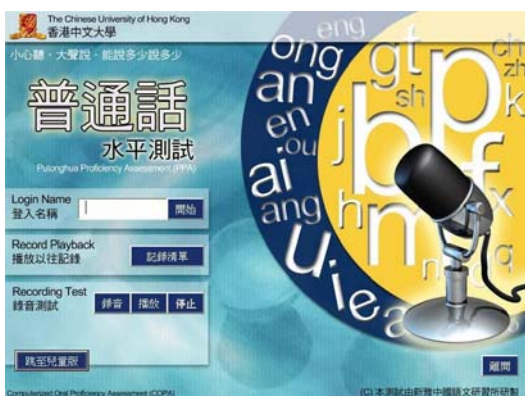 The Chinese University of Hong Kong
香港中文大學
小心聽・大聲說・能說多少說多少
普通話
水平測試
Putonghua Proficiency Assessment (PPA)
Login Name
登入名稱
開始
Record Playback
播放以往記錄
記錄清單
Recording Test
錄音測試
錄音 播放 停止
跳至兒童版
Computerized Oral Proficiency Assessment (COPA)
eng
ong
an
en
ou
ai
ang
u
i
e
a
g
t
p
ch
zh
sh
k
j
b
f
x
h
m
n
q
離開
(C) 本測試由新雅中國語文研習所研製